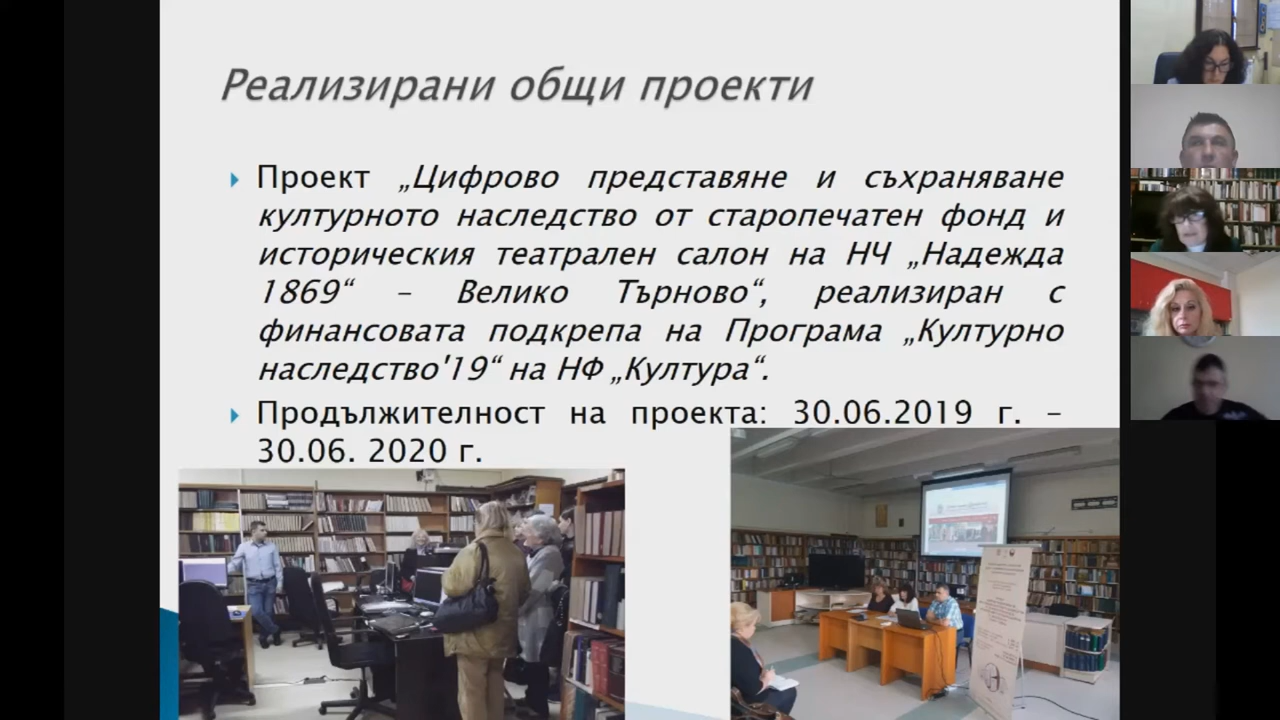 Реализирани общи проекти
Проект „Цифрово представяне и съхраняване
културното наследство от старопечатен фонд и
историческия театрален салон на НЧ „Надежда
1869“ – Велико Търново“, реализиран с
финансовата подкрепа на Програма „Културно
наследство'19“ на НФ „Култура“.
Продължителност на проекта: 30.06.2019 г. –
30.06. 2020 г.